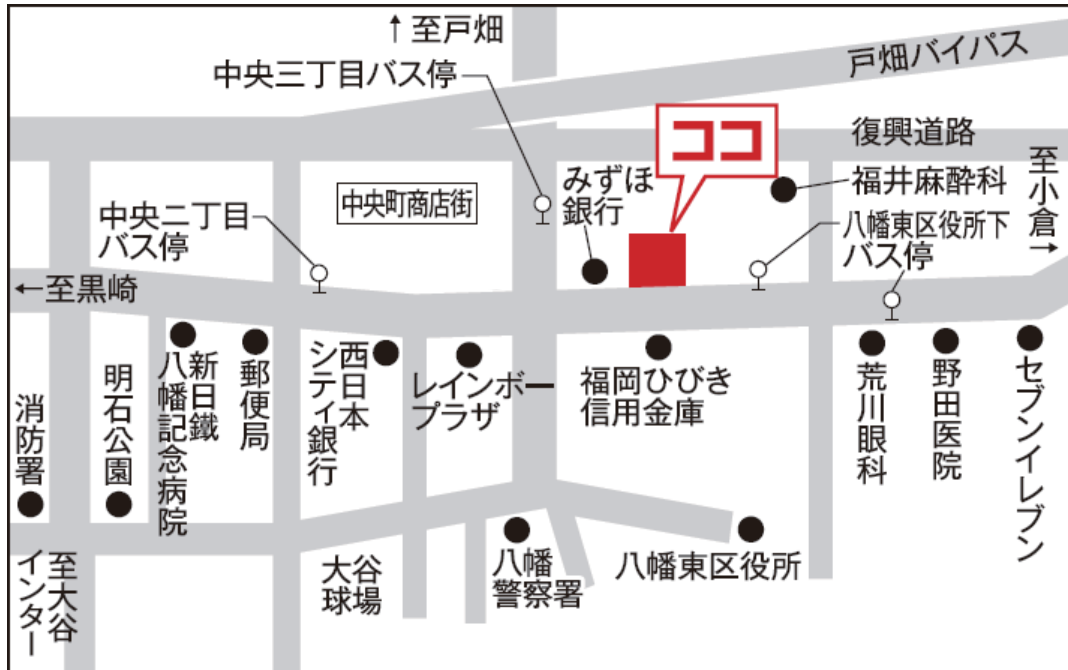 ↑至戸畑
戸畑バイパス
中央三丁目バス停
ココ
復興道路
至小倉→
みずほ
銀行
福井麻酔科
中央町商店街
中央二丁目
バス停
八幡東区役所下
バス停
←至黒崎
消防署
明石公園
新日鐵
八幡記念病院
郵便局
西日本
シティ銀行
レインボー
プラザ
福岡ひびき
信用金庫
荒川眼科
野田医院
セブンイレブン
至大谷
インター
大谷
球場
八幡
警察署
八幡東区役所